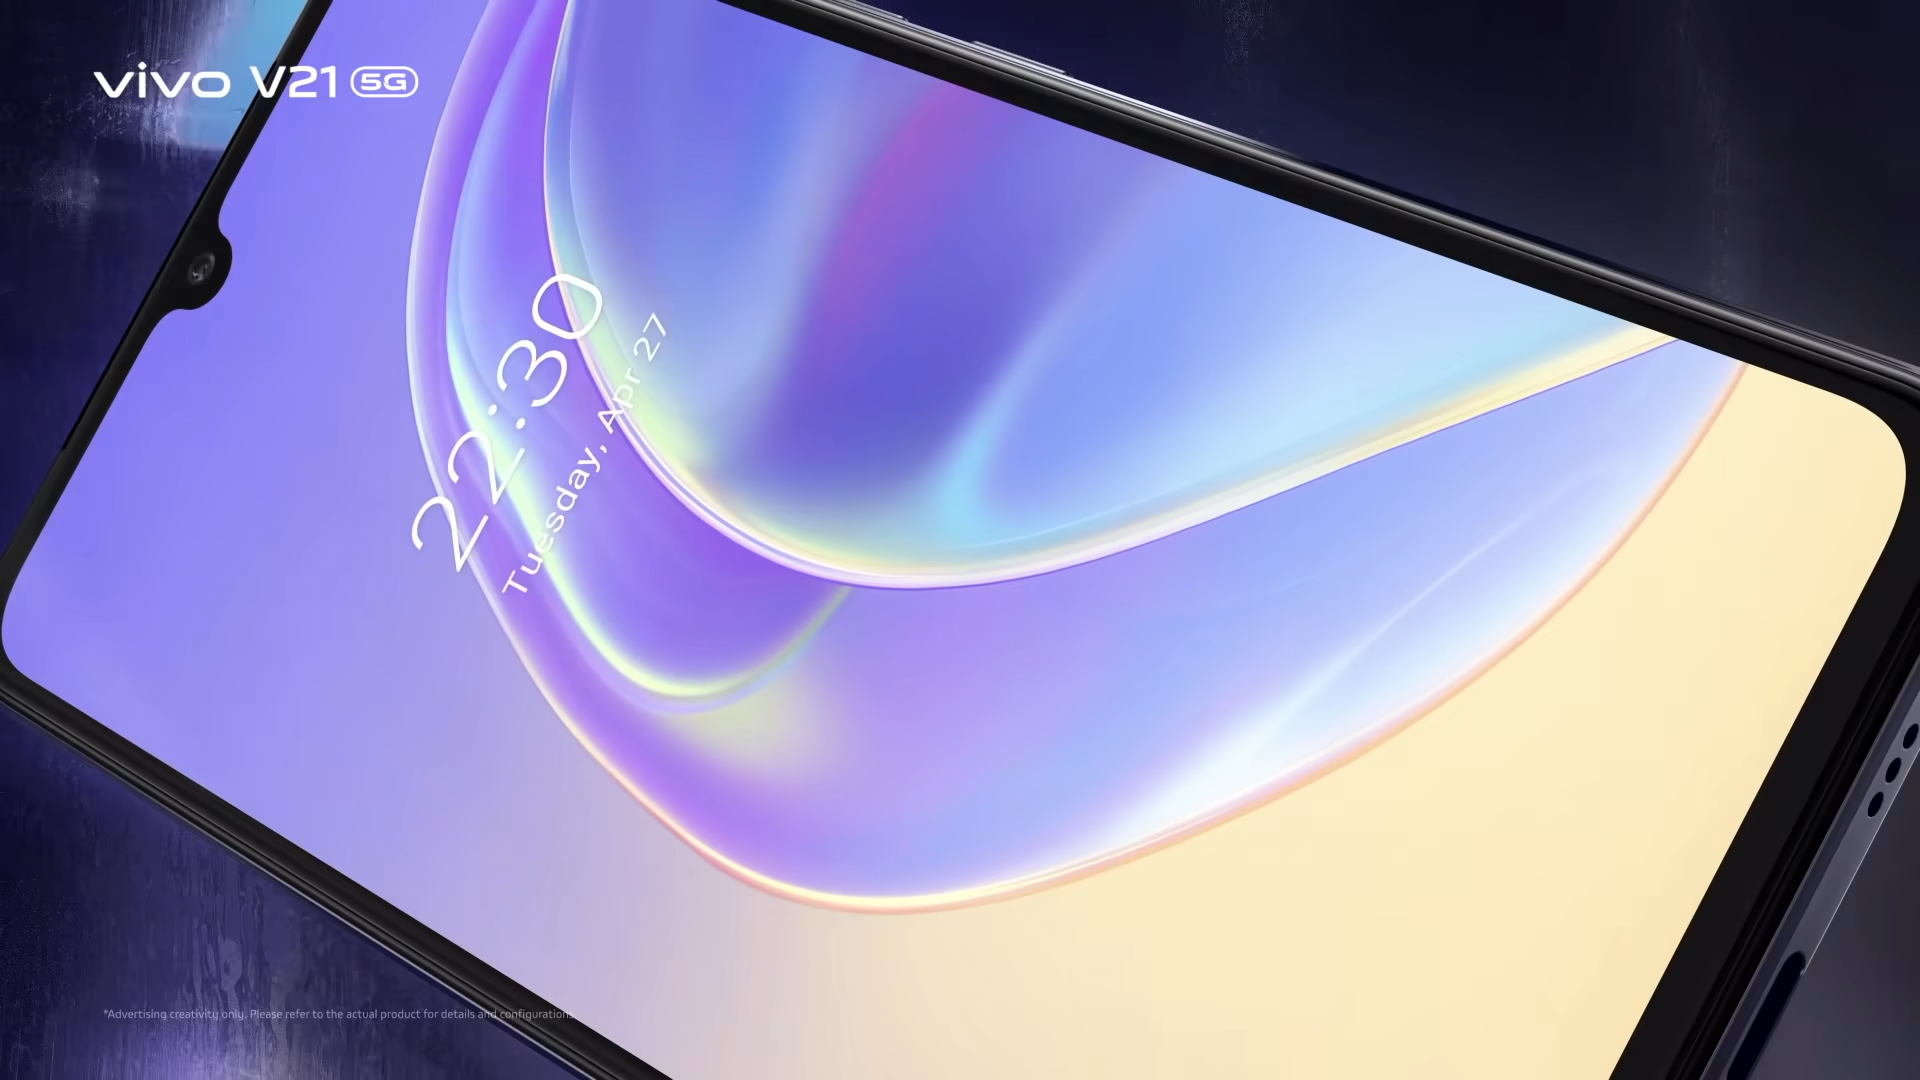 vivo V21 5G
22:30
Tuesday, Apr 27
*Advertising creativity only. Please refer to the actual product for details and configurations.